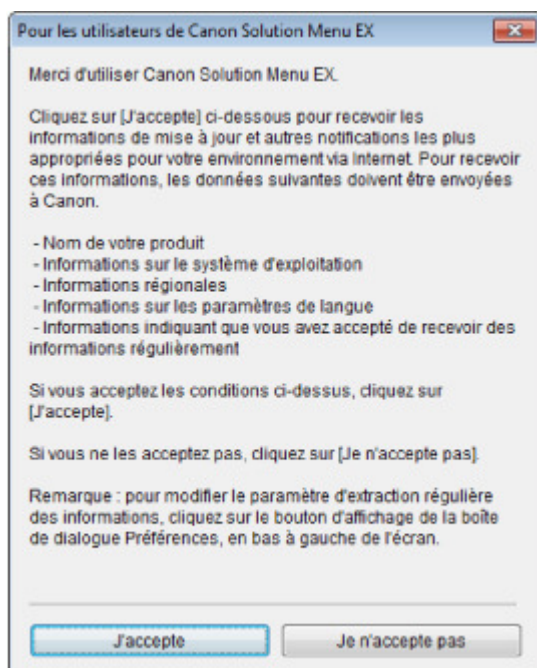 Pour les utilisateurs de Canon Solution Menu EX
Merci d'utiliser Canon Solution Menu EX.
Cliquez sur [J'accepte] ci-dessous pour recevoir les
informations de mise à jour et autres notifications les plus
appropriées pour votre environnement via Internet. Pour recevoir
ces informations, les données suivantes doivent être envoyées
à Canon.
- Nom de votre produit
- Informations sur le système d'exploitation
- Informations régionales
- Informations sur les paramètres de langue
- Informations indiquant que vous avez accepté de recevoir des
informations régulièrement
Si vous acceptez les conditions ci-dessus, cliquez sur
[J'accepte].
Si vous ne les acceptez pas, cliquez sur [Je n'accepte pas].
Remarque : pour modifier le paramètre d'extraction régulière
des informations, cliquez sur le bouton d'affichage de la boîte
de dialogue Préférences, en bas à gauche de l'écran.
J'accepte
Je n'accepte pas